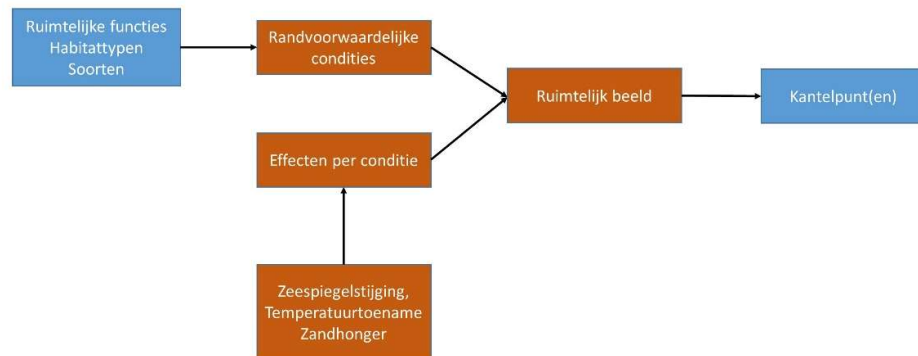 Ruimtelijke functies
Habitattypen
Soorten
Randvoorwaardelijke
condities
Ruimtelijk beeld
Kantelpunt(en)
Effecten per conditie
Zeespiegelstijging,
Temperatuurtoename
Zandhonger